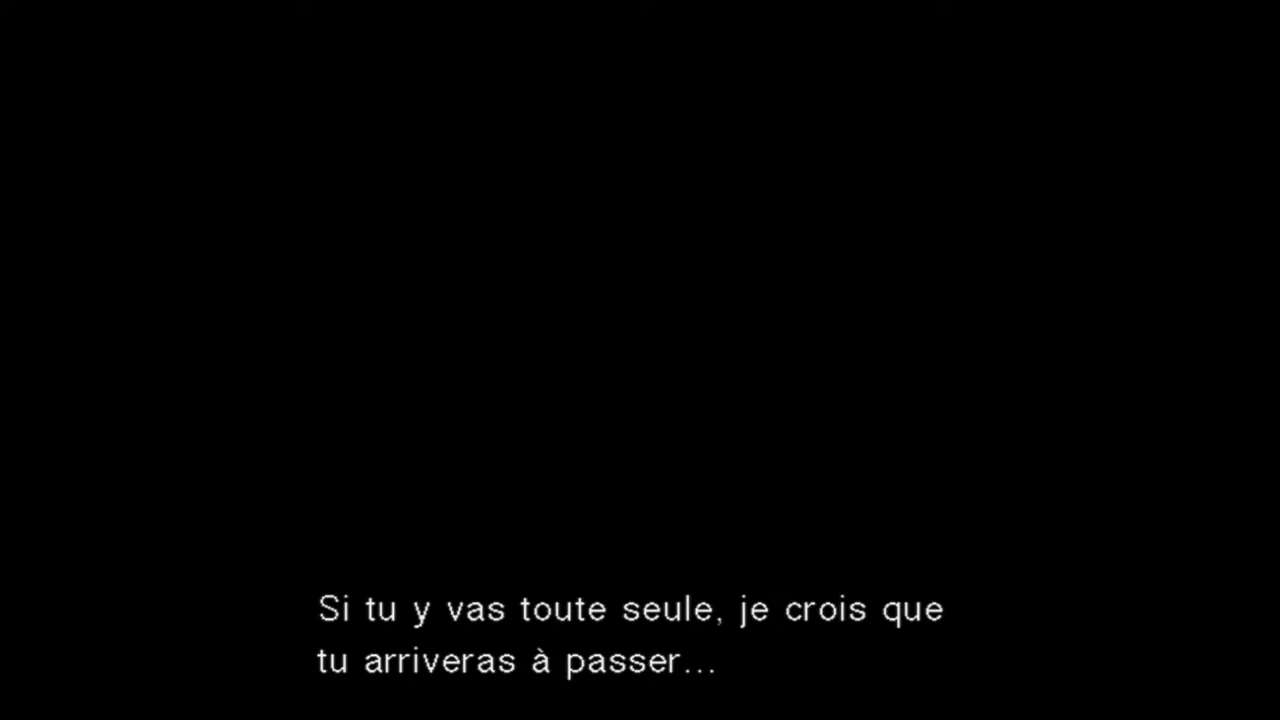 Si tu y vas toute seule, je crois que
tu arriveras à passer...